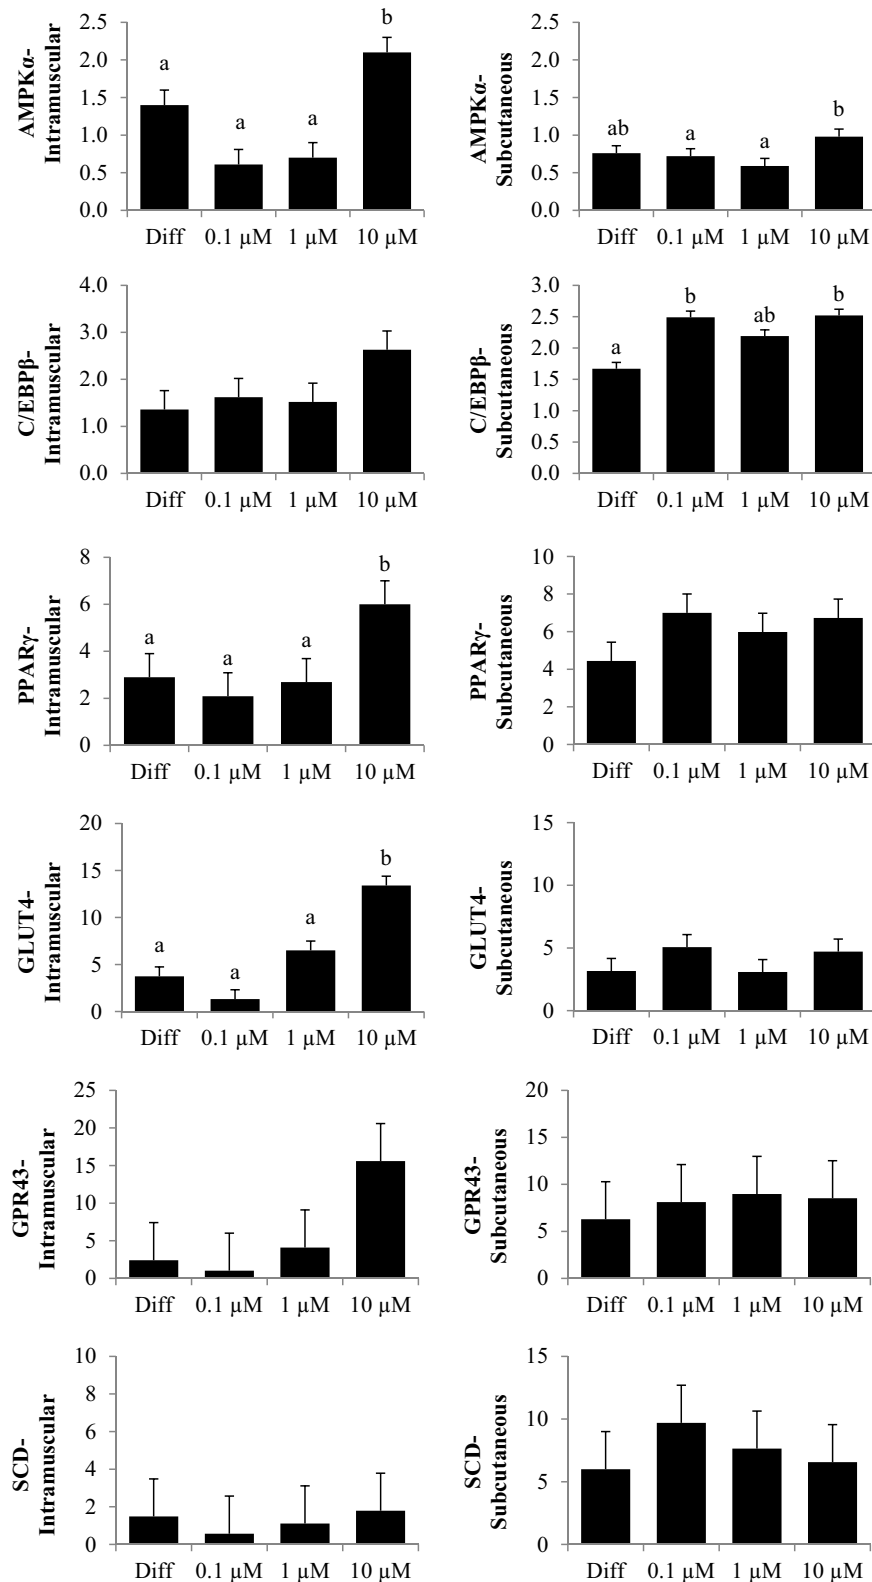 AMPKα-
Intramuscular
2.5
2.0
1.5
1.0
0.5
0.0
a
a
a
b
Diff 0.1 µM 1 µM 10 µM
AMPKα-
Subcutaneous
2.5
2.0
1.5
1.0
0.5
0.0
ab
a
a
b
Diff 0.1 µM 1 µM 10 µM
C/EBPβ-
Intramuscular
4.0
3.0
2.0
1.0
0.0
Diff 0.1 µM 1 µM 10 µM
C/EBPβ-
Subcutaneous
3.0
2.5
2.0
1.5
1.0
0.5
0.0
a
b
ab
b
Diff 0.1 µM 1 µM 10 µM
PPARγ-
Intramuscular
8
6
4
2
0
a
a
a
b
Diff 0.1 µM 1 µM 10 µM
PPARγ-
Subcutaneous
10
8
6
4
2
0
Diff 0.1 µM 1 µM 10 µM
GLUT4-
Intramuscular
20
15
10
5
0
a
a
a
b
Diff 0.1 µM 1 µM 10 µM
GLUT4-
Subcutaneous
15
10
5
0
Diff 0.1 µM 1 µM 10 µM
GPR43-
Intramuscular
25
20
15
10
5
0
Diff 0.1 µM 1 µM 10 µM
GPR43-
Subcutaneous
20
15
10
5
0
Diff 0.1 µM 1 µM 10 µM
SCD-
Intramuscular
10
8
6
4
2
0
Diff 0.1 µM 1 µM 10 µM
SCD-
Subcutaneous
15
10
5
0
Diff 0.1 µM 1 µM 10 µM